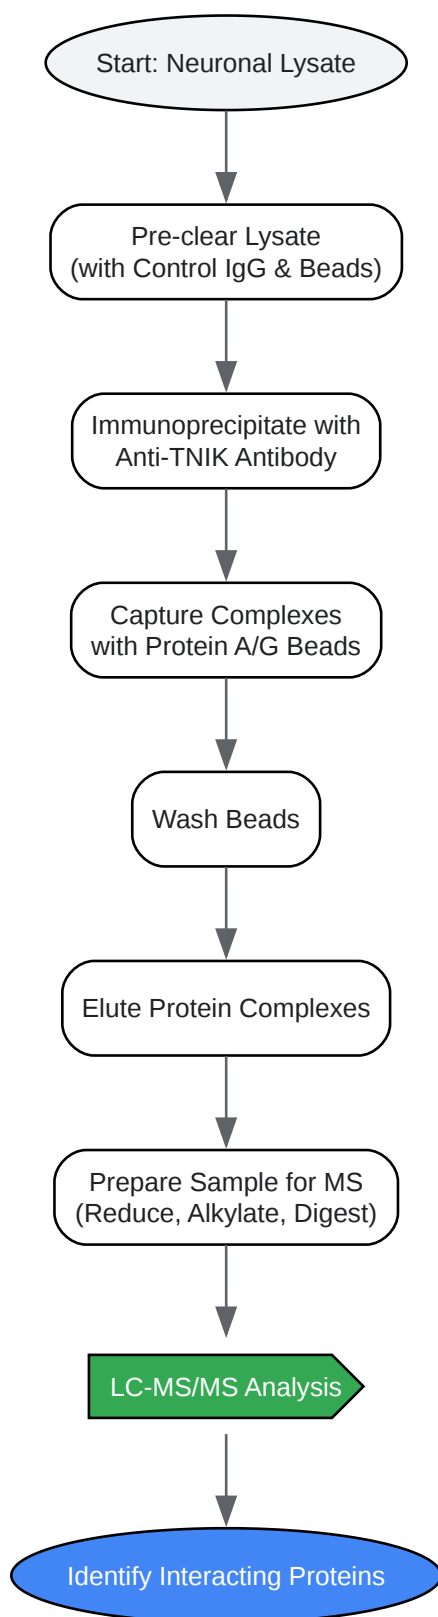 Start: Neuronal Lysate
Pre-clear Lysate
(with Control IgG & Beads)
Immunoprecipitate with
Anti-TNIK Antibody
Capture Complexes
with Protein A/G Beads
Wash Beads
Elute Protein Complexes
Prepare Sample for MS
(Reduce, Alkylate, Digest)
LC-MS/MS Analysis
Identify Interacting Proteins